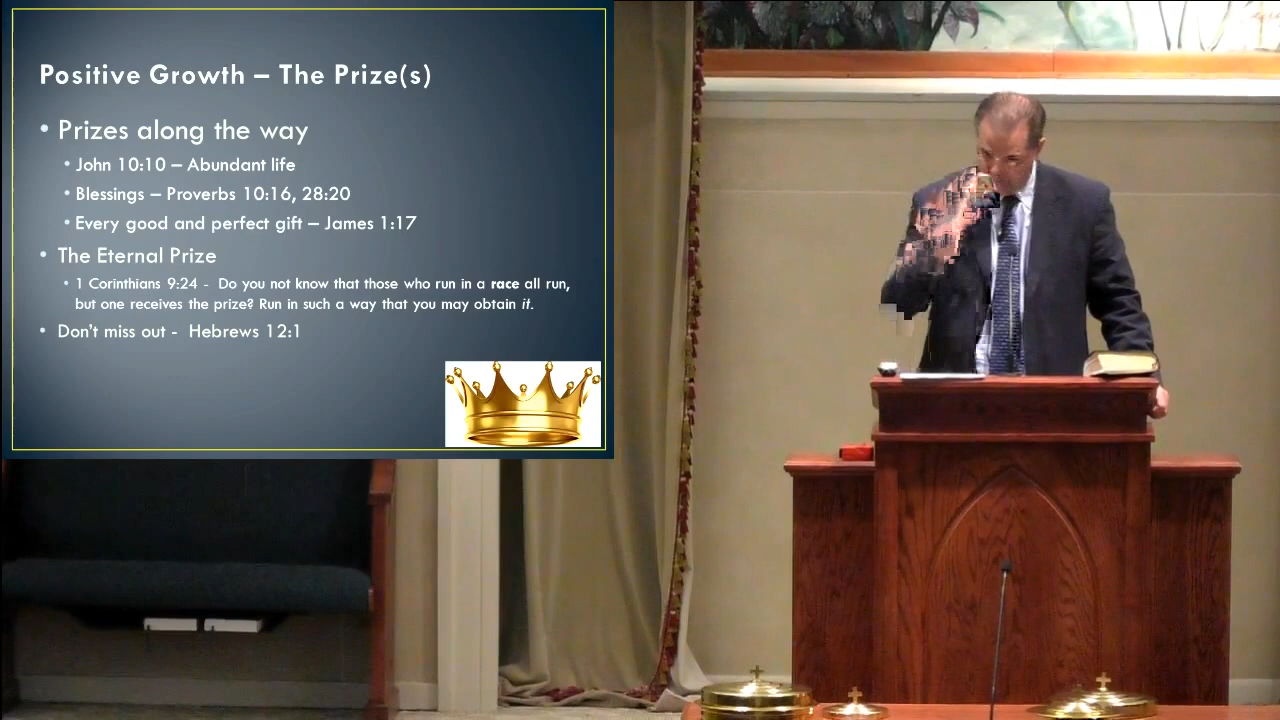 Positive Growth – The Prize(s)
• Prizes along the way
• John 10:10 – Abundant life
• Blessings – Proverbs 10:16, 28:20
• Every good and perfect gift – James 1:17
• The Eternal Prize
• 1 Corinthians 9:24 - Do you not know that those who run in a race all run,
but one receives the prize? Run in such a way that you may obtain it.
• Don't miss out - Hebrews 12:1